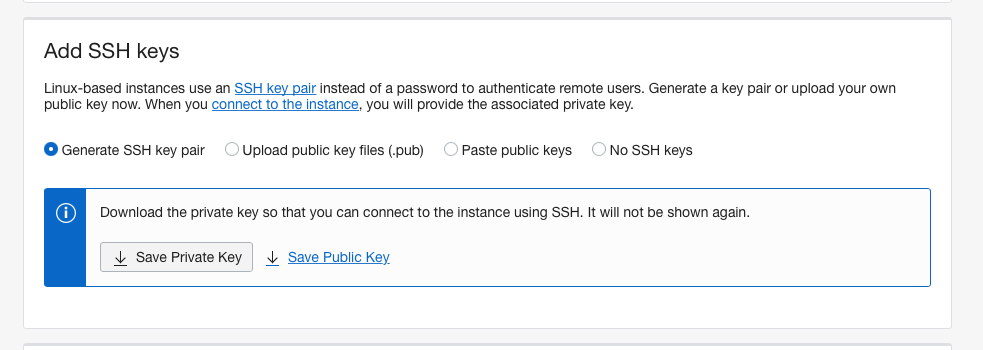 Add SSH keys
Linux-based instances use an SSH key pair instead of a password to authenticate remote users. Generate a key pair or upload your own
public key now. When you connect to the instance, you will provide the associated private key.
Generate SSH key pair Upload public key files (.pub) Paste public keys No SSH keys
Download the private key so that you can connect to the instance using SSH. It will not be shown again.
Save Private Key Save Public Key